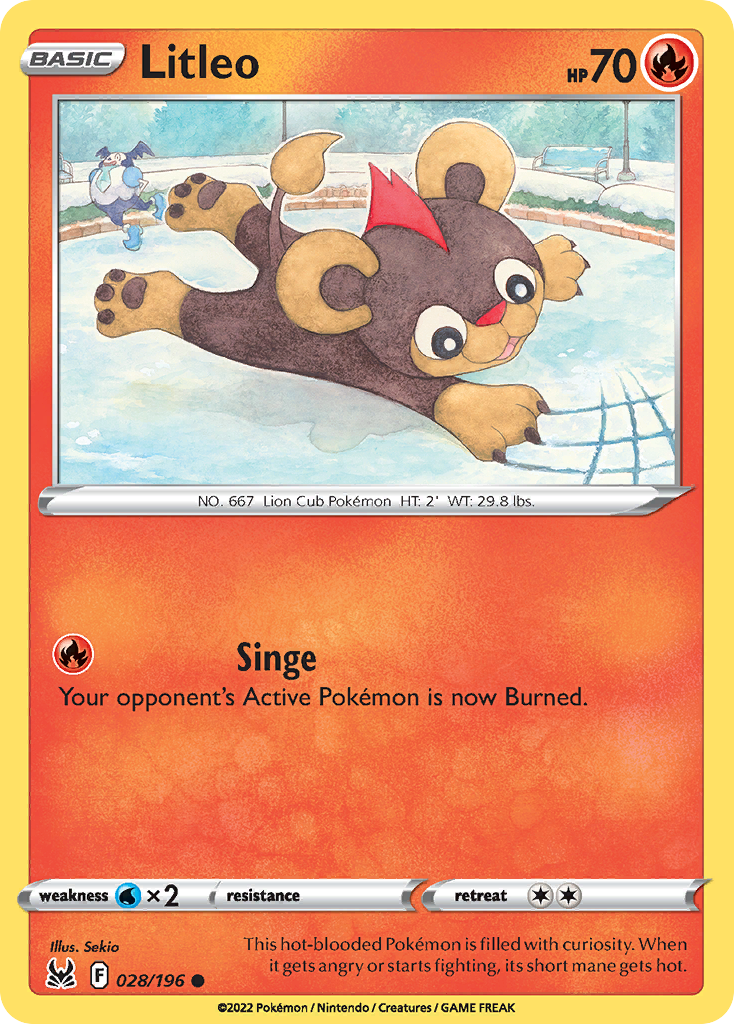 BASIC
Litleo
HP 70
NO. 667 Lion Cub Pokémon HT: 2' WT: 29.8 lbs.
Singe
Your opponent's Active Pokémon is now Burned.
weakness ×2 resistance retreat
Illus. Sekio
This hot-blooded Pokémon is filled with curiosity. When
it gets angry or starts fighting, its short mane gets hot.
F 028/196
©2022 Pokémon / Nintendo / Creatures / GAME FREAK